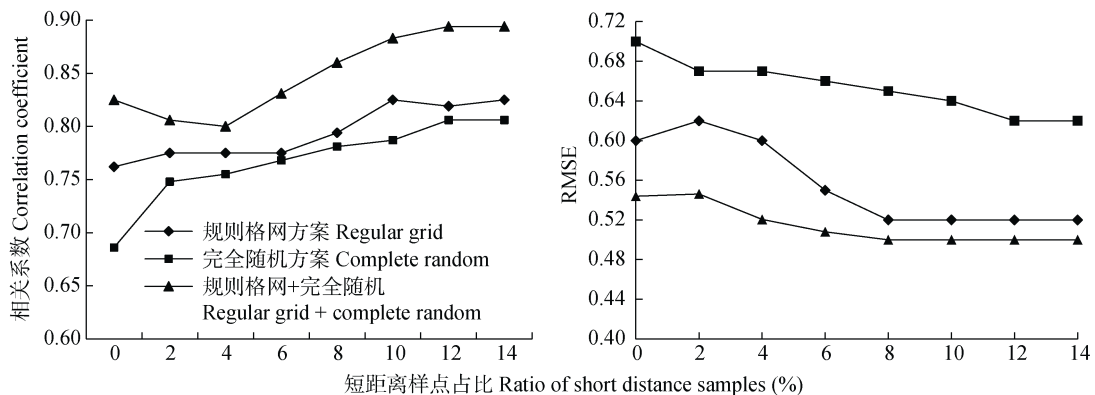 相关系数 Correlation coefficient
0.90
0.85
0.80
0.75
0.70
0.65
0.60
规则格网方案 Regular grid
完全随机方案 Complete random
规则格网+完全随机
Regular grid + complete random
0 2 4 6 8 10 12 14
RMSE
0.72
0.68
0.64
0.60
0.56
0.52
0.48
0.44
0.40
0 2 4 6 8 10 12 14
短距离样点占比 Ratio of short distance samples (%)